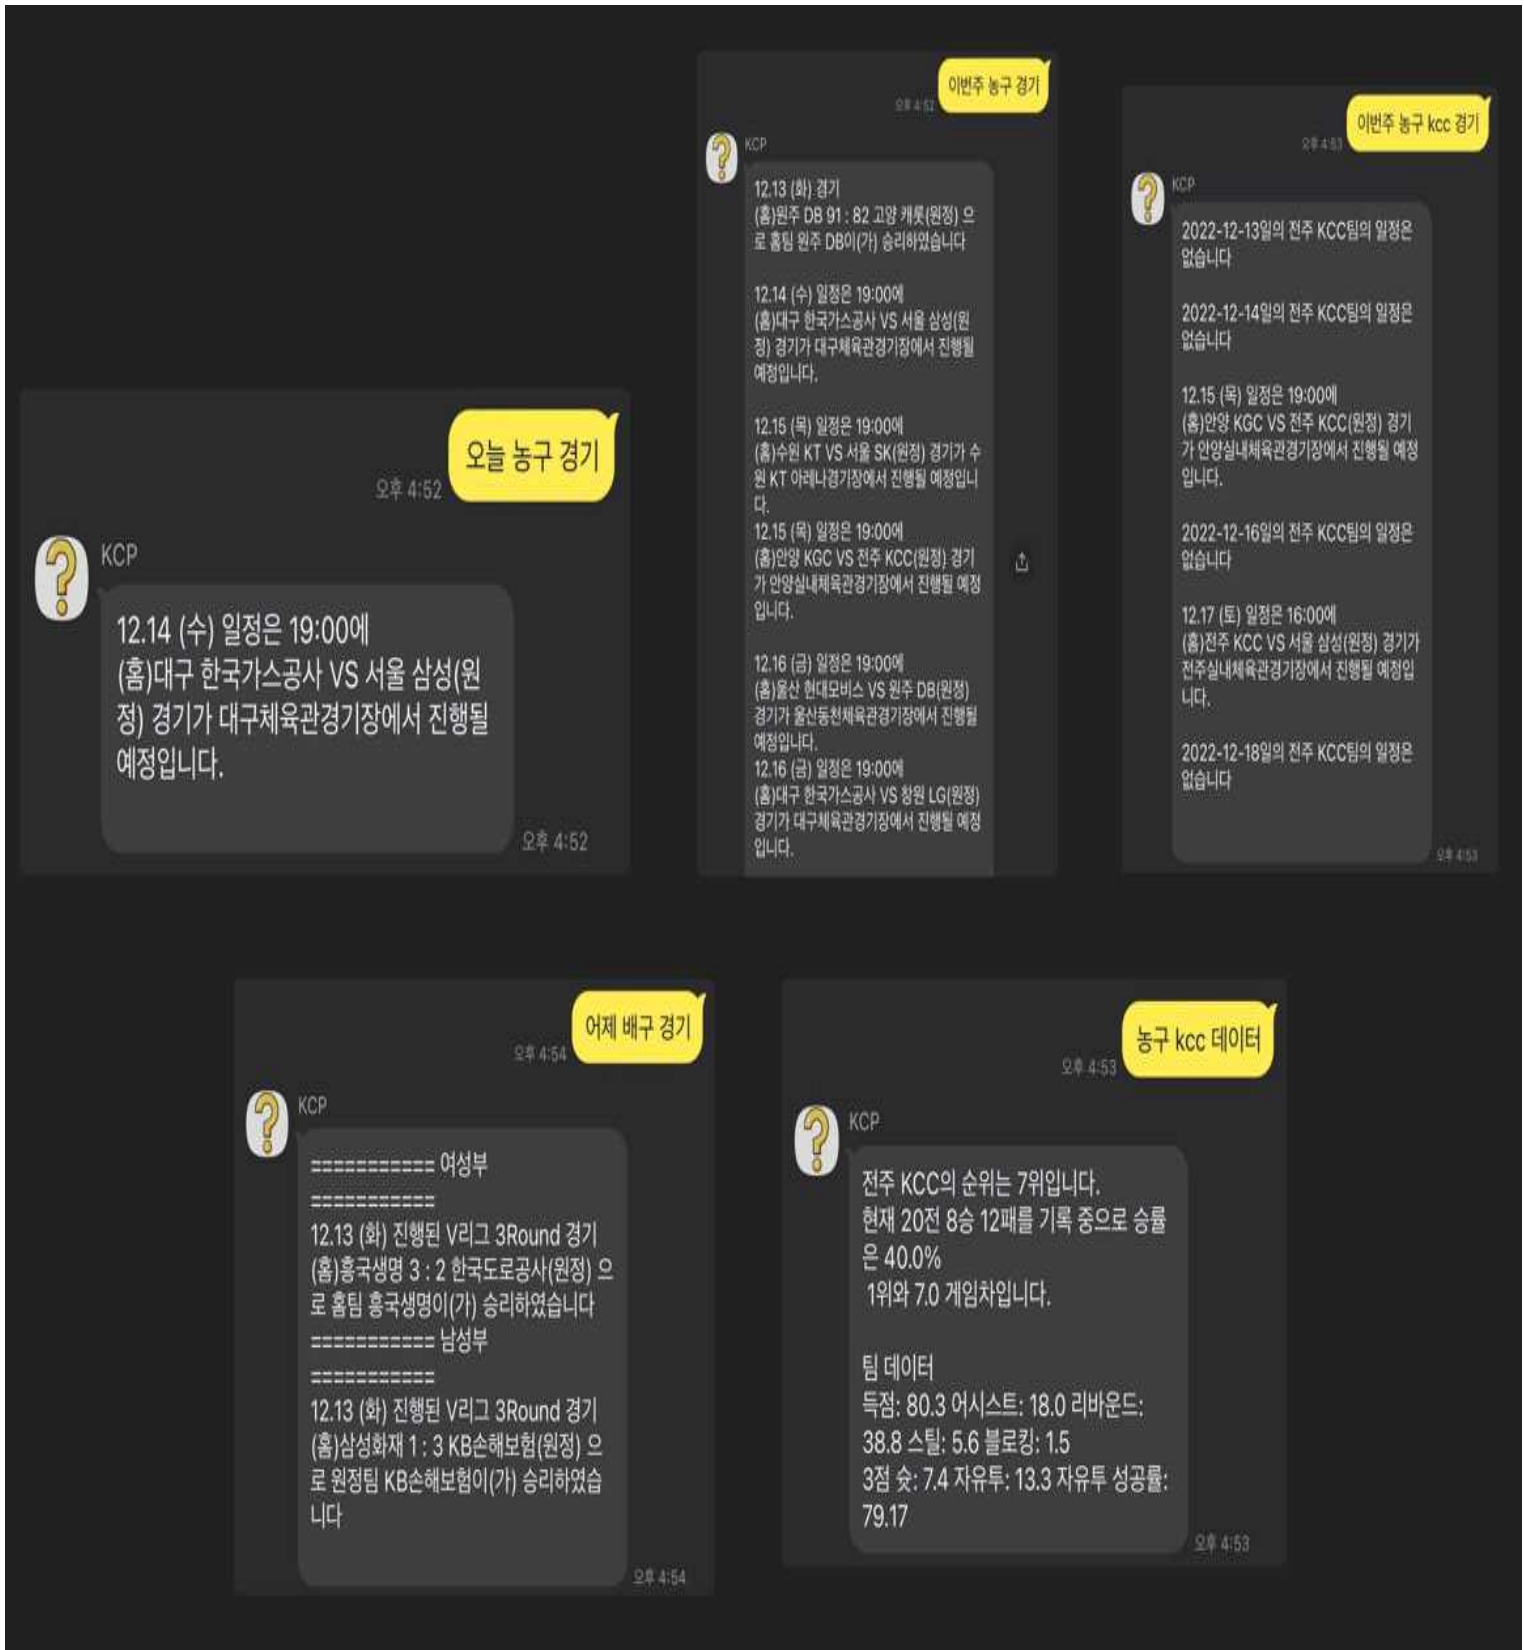 오늘 농구 경기
오후 4:52
KCP
12.14 (수) 일정은 19:00에
(홈)대구 한국가스공사 VS 서울 삼성(원
정) 경기가 대구체육관경기장에서 진행될
예정입니다.
오후 4:52
이번주 농구 경기
오후 4:52
KCP
12.13 (화) 경기
(홈)원주 DB 91 : 82 고양 캐롯(원정) 으
로 홈팀 원주 DB이(가) 승리하였습니다
12.14 (수) 일정은 19:00에
(홈)대구 한국가스공사 VS 서울 삼성(원
정) 경기가 대구체육관경기장에서 진행될
예정입니다.
12.15 (목) 일정은 19:00에
(홈)수원 KT VS 서울 SK(원정) 경기가 수
원 KT 아레나경기장에서 진행될 예정입니
다.
12.15 (목) 일정은 19:00에
(홈)안양 KGC VS 전주 KCC(원정) 경기
가 안양실내체육관경기장에서 진행될 예정
입니다.
12.16 (금) 일정은 19:00에
(홈)울산 현대모비스 VS 원주 DB(원정)
경기가 울산동천체육관경기장에서 진행될
예정입니다.
12.16 (금) 일정은 19:00에
(홈)대구 한국가스공사 VS 창원 LG(원정)
경기가 대구체육관경기장에서 진행될 예정
입니다.
이번주 농구 kcc 경기
오후 4:53
KCP
2022-12-13일의 전주 KCC팀의 일정은
없습니다
2022-12-14일의 전주 KCC팀의 일정은
없습니다
12.15 (목) 일정은 19:00에
(홈)안양 KGC VS 전주 KCC(원정) 경기
가 안양실내체육관경기장에서 진행될 예정
입니다.
2022-12-16일의 전주 KCC팀의 일정은
없습니다
12.17 (토) 일정은 16:00에
(홈)전주 KCC VS 서울 삼성(원정) 경기가
전주실내체육관경기장에서 진행될 예정입
니다.
2022-12-18일의 전주 KCC팀의 일정은
없습니다
오후 4:53
어제 배구 경기
오후 4:54
KCP
=========== 여성부
===========
12.13 (화) 진행된 V리그 3Round 경기
(홈)흥국생명 3 : 2 한국도로공사(원정) 으
로 홈팀 흥국생명이(가) 승리하였습니다
=========== 남성부
===========
12.13 (화) 진행된 V리그 3Round 경기
(홈)삼성화재 1 : 3 KB손해보험(원정) 으
로 원정팀 KB손해보험이(가) 승리하였습
니다
오후 4:54
농구 kcc 데이터
오후 4:53
KCP
전주 KCC의 순위는 7위입니다.
현재 20전 8승 12패를 기록 중으로 승률
은 40.0%
1위와 7.0 게임차입니다.
팀 데이터
득점: 80.3 어시스트: 18.0 리바운드:
38.8 스틸: 5.6 블로킹: 1.5
3점 슛: 7.4 자유투: 13.3 자유투 성공률:
79.17
오후 4:53